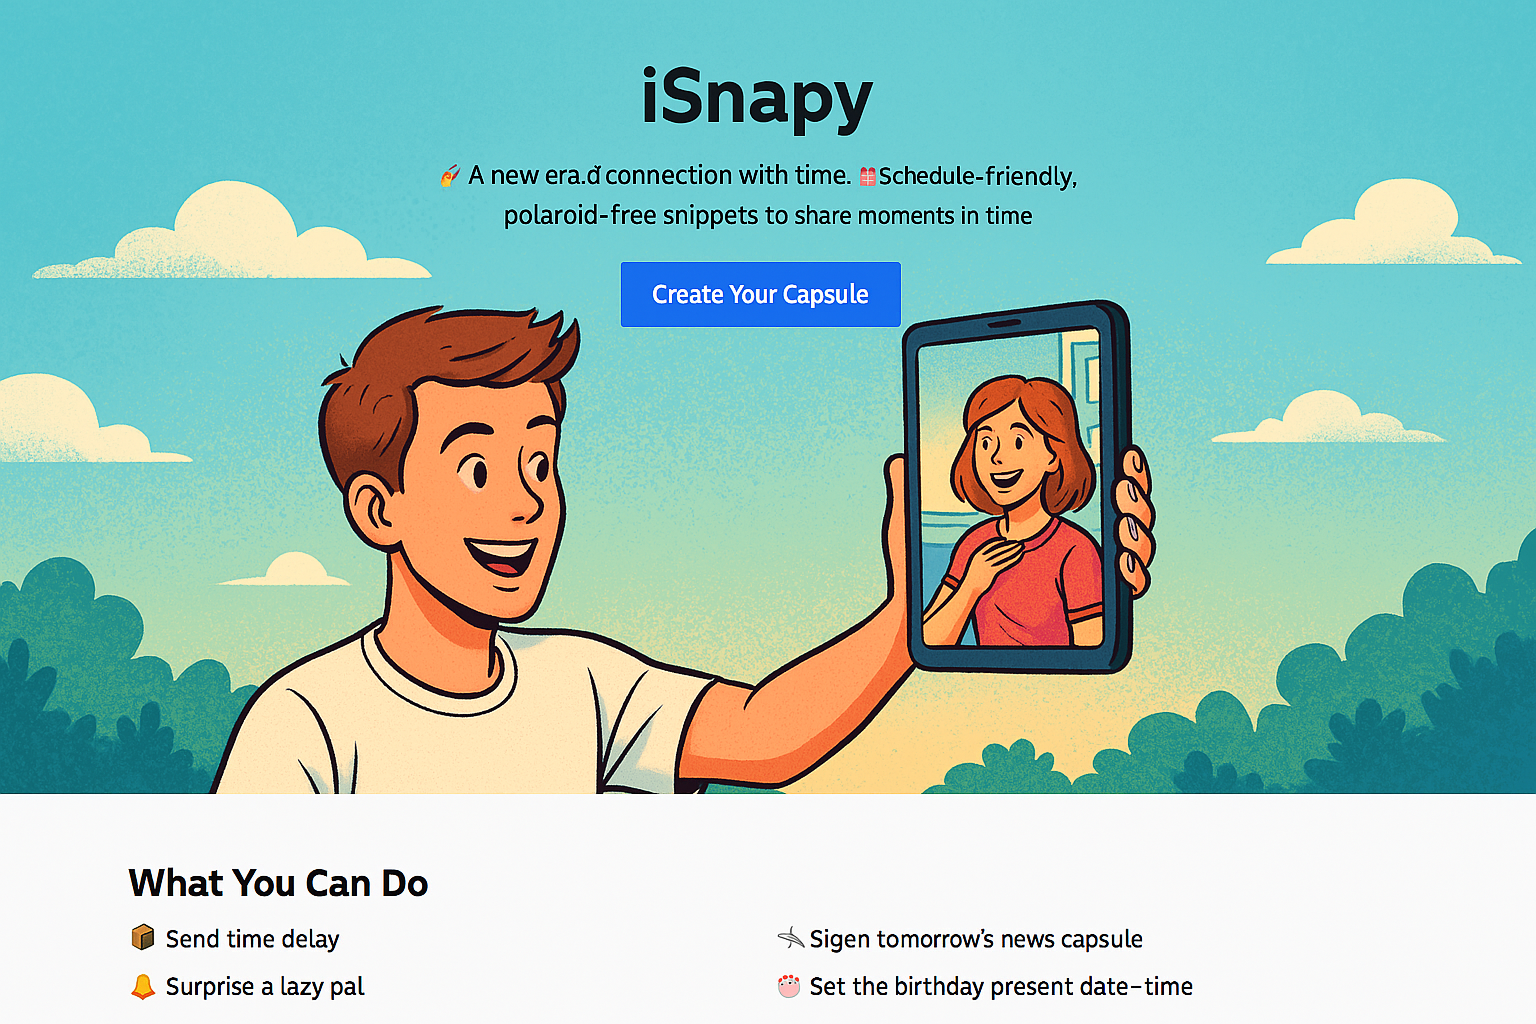 iSnapy
A new era.ď connection with time. Schedule-friendly,
polaroid-free snippets to share moments in time
Create Your Capsule
What You Can Do
Send time delay
Sigen tomorrow's news capsule
Surprise a lazy pal
Set the birthday present date-time